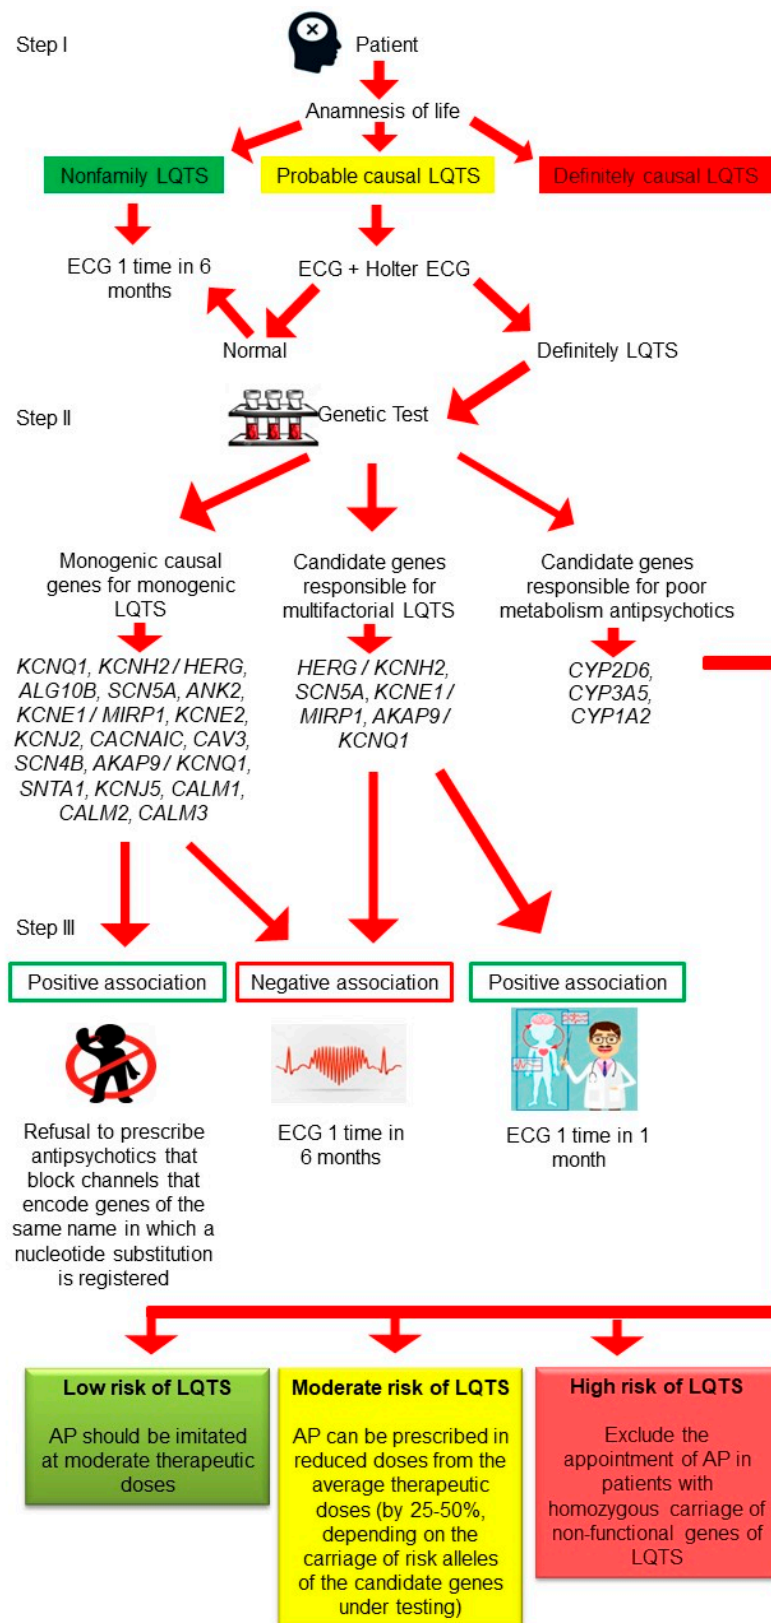 Step I
Patient
Anamnesis of life
Nonfamily LQTS
Probable causal LQTS
Definitely causal LQTS
ECG 1 time in 6
months
ECG + Holter ECG
Normal
Definitely LQTS
Step II
Genetic Test
Monogenic causal
genes for monogenic
LQTS
Candidate genes
responsible for
multifactorial LQTS
Candidate genes
responsible for poor
metabolism antipsychotics
KCNQ1, KCNH2 / HERG,
ALG10B, SCN5A, ANK2,
KCNE1 / MIRP1, KCNE2,
KCNJ2, CACNAIC, CAV3,
SCN4B, AKAP9 / KCNQ1,
SNTA1, KCNJ5, CALM1,
CALM2, CALM3
HERG / KCNH2,
SCN5A, KCNE1 /
MIRP1, AKAP9 /
KCNQ1
CYP2D6,
CYP3A5,
CYP1A2
Step III
Positive association
Negative association
Positive association
Refusal to prescribe
antipsychotics that
block channels that
encode genes of the
same name in which a
nucleotide substitution
is registered
ECG 1 time in
6 months
ECG 1 time in 1
month
Low risk of LQTS
AP should be imitated
at moderate therapeutic
doses
Moderate risk of LQTS
AP can be prescribed in
reduced doses from the
average therapeutic
doses (by 25-50%,
depending on the
carriage of risk alleles
of the candidate genes
under testing)
High risk of LQTS
Exclude the
appointment of AP in
patients with
homozygous carriage of
non-functional genes of
LQTS